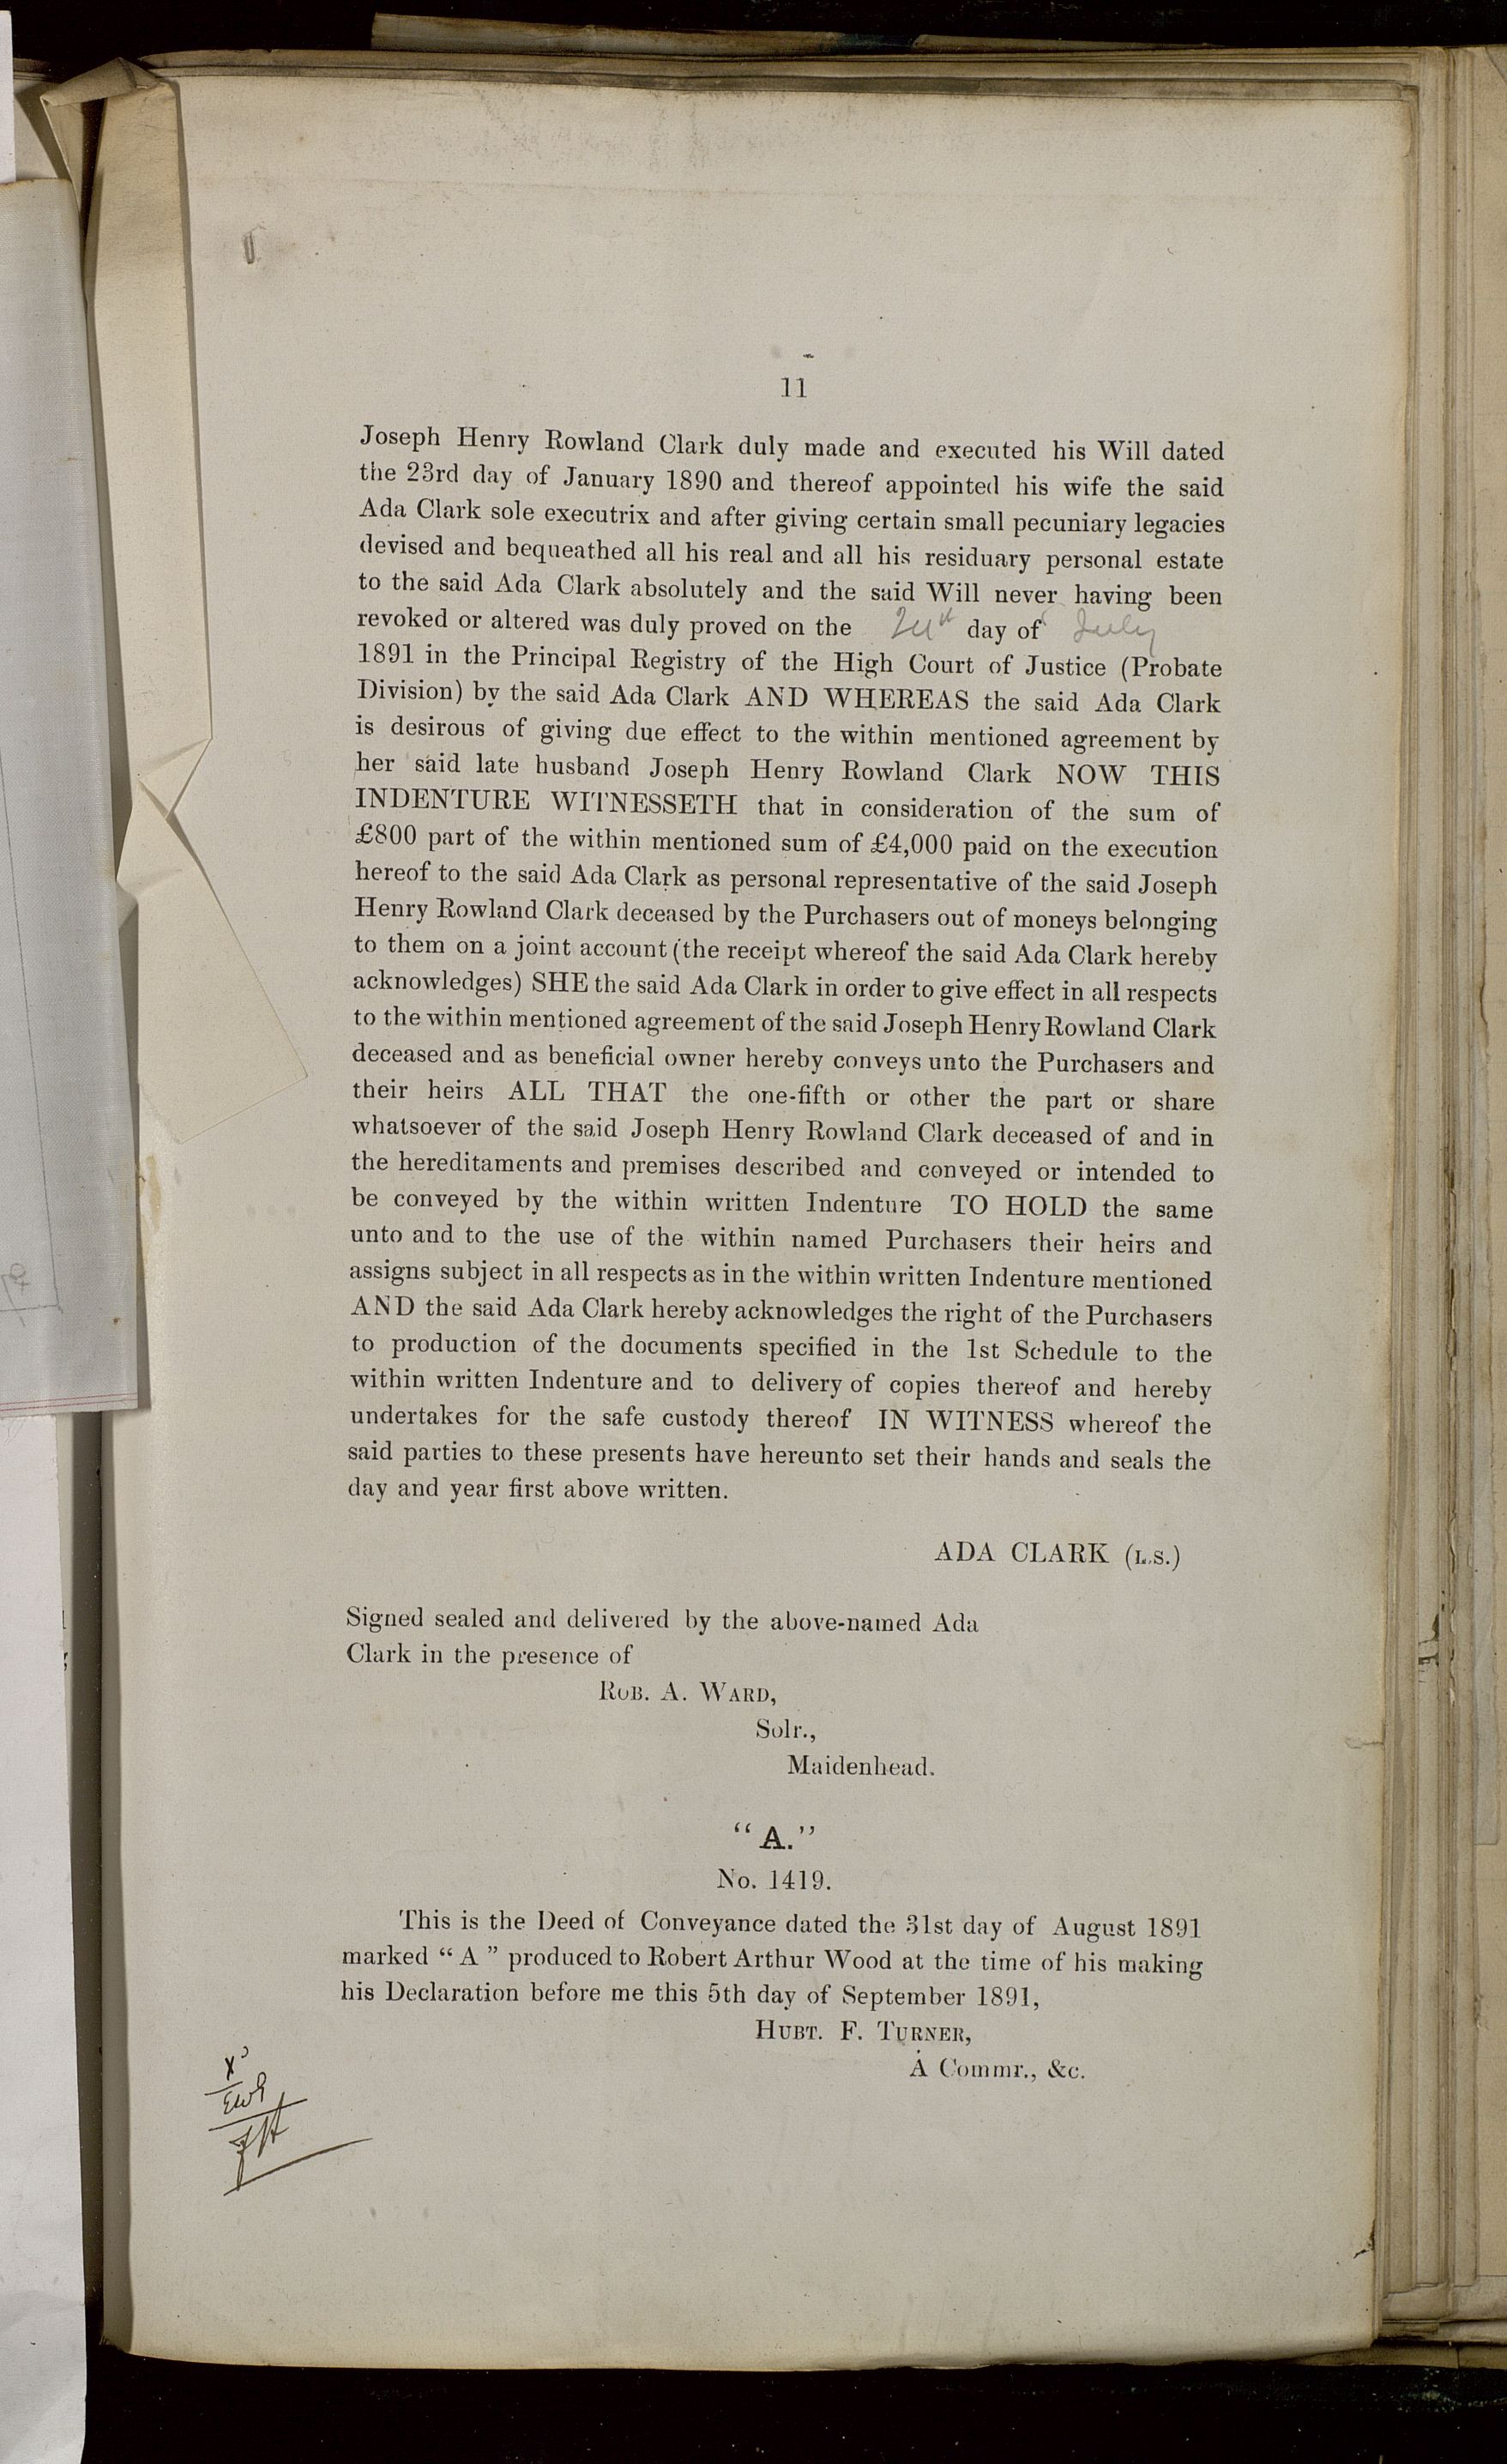 11
Joseph Henry Rowland Clark duly made and executed his Will dated
the 23rd day of January 1890 and thereof appointed his wife the said
Ada Clark sole executrix and after giving certain small pecuniary legacies
devised and bequeathed all his real and all his residuary personal estate
to the said Ada Clark absolutely and the said Will never having been
revoked or altered was duly proved on the day of July
1891 in the Principal Registry of the High Court of Justice (Probate
Division) by the said Ada Clark AND WHEREAS the said Ada Clark
is desirous of giving due effect to the within mentioned agreement by
her said late husband Joseph Henry Rowland Clark NOW THIS
INDENTURE WITNESSETH that in consideration of the sum of
£800 part of the within mentioned sum of £4,000 paid on the execution
hereof to the said Ada Clark as personal representative of the said Joseph
Henry Rowland Clark deceased by the Purchasers out of moneys belonging
to them on a joint account (the receipt whereof the said Ada Clark hereby
acknowledges) SHE the said Ada Clark in order to give effect in all respects
to the within mentioned agreement of the said Joseph Henry Rowland Clark
deceased and as beneficial owner hereby conveys unto the Purchasers and
their heirs ALL THAT the one-fifth or other the part or share
whatsoever of the said Joseph Henry Rowland Clark deceased of and in
the hereditaments and premises described and conveyed or intended to
be conveyed by the within written Indenture TO HOLD the same
unto and to the use of the within named Purchasers their heirs and
assigns subject in all respects as in the within written Indenture mentioned
AND the said Ada Clark hereby acknowledges the right of the Purchasers
to production of the documents specified in the 1st Schedule to the
within written Indenture and to delivery of copies thereof and hereby
undertakes for the safe custody thereof IN WITNESS whereof the
said parties to these presents have hereunto set their hands and seals the
day and year first above written.
ADA CLARK (L.S.)
Signed sealed and delivered by the above-named Ada
Clark in the presence of
ROB. A. WARD,
Solr.,
Maidenhead.
"A."
No. 1419.
This is the Deed of Conveyance dated the 31st day of August 1891
marked "A" produced to Robert Arthur Wood at the time of his making
his Declaration before me this 5th day of September 1891,
HUBT. F. TURNER,
A Commr., &c.